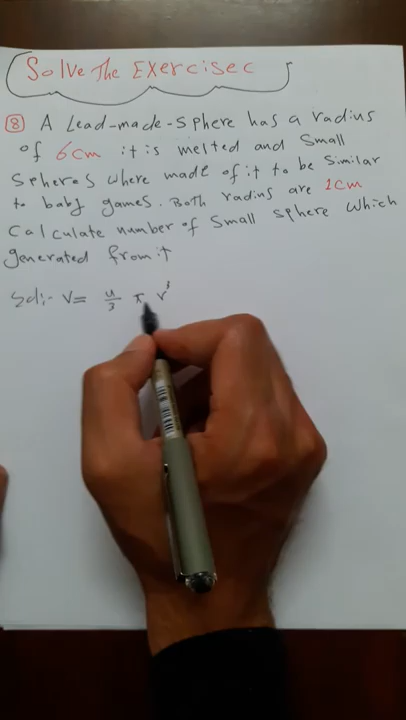 Solve The Exercisec
8 A Lead-made-sphere has a radius
of 6cm it is melted and Small
Spheres where made of it to be similar
to baby games. Both radius are 1cm
Calculate number of Small sphere which
generated from it
Sol:- V= 4/3 π r³